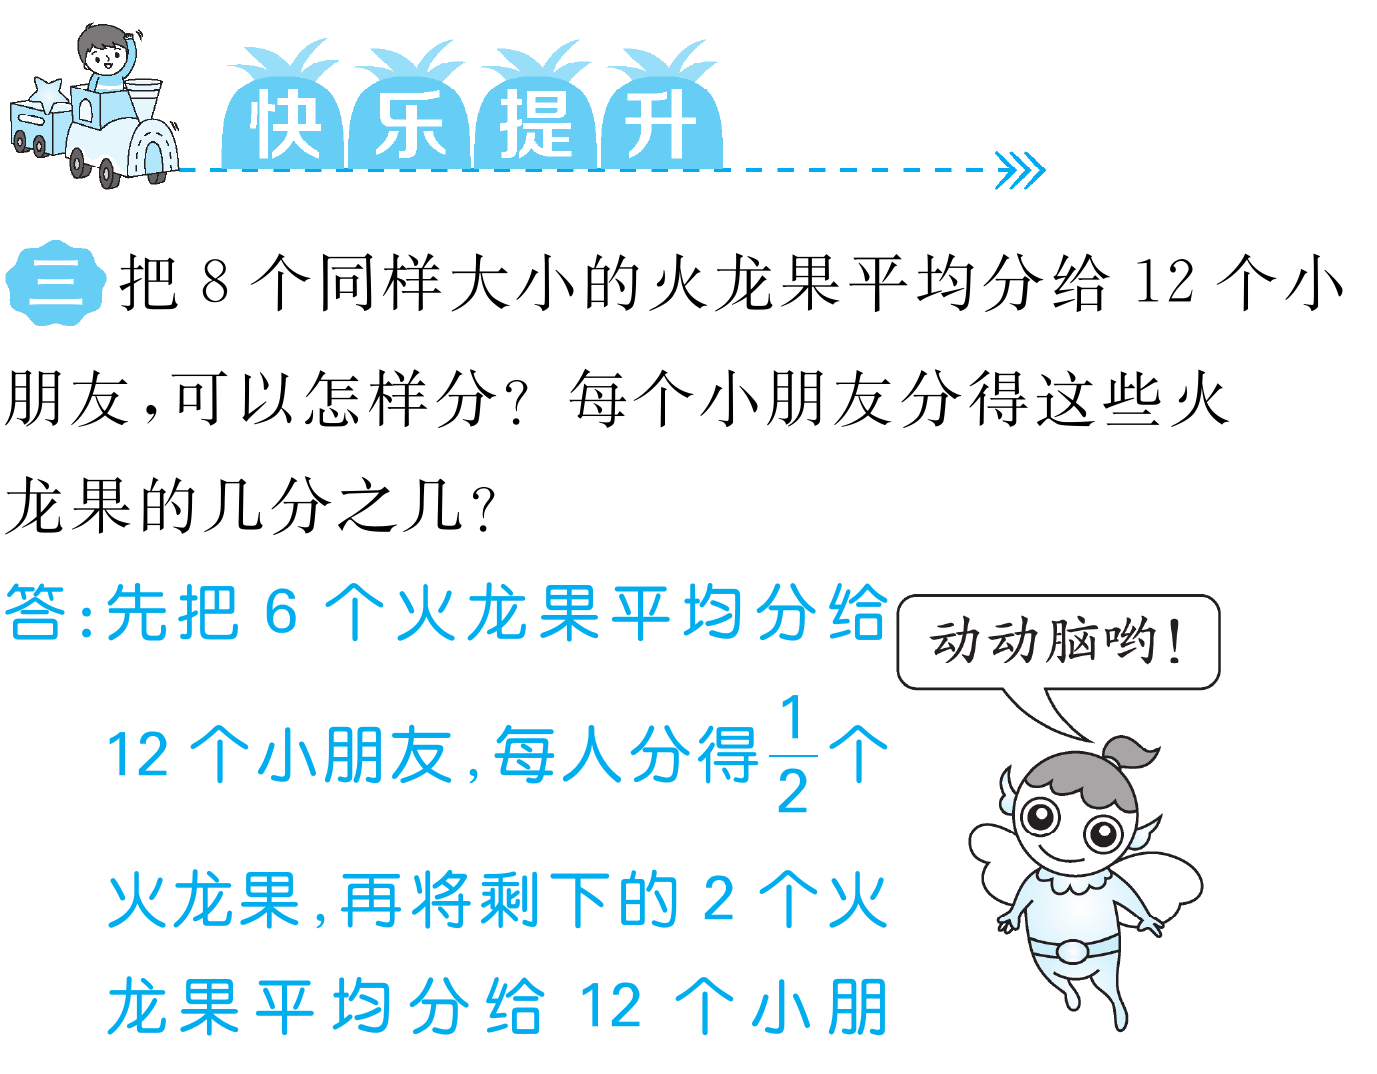 快乐提升
三 把 8 个同样大小的火龙果平均分给 12 个小
朋友,可以怎样分? 每个小朋友分得这些火
龙果的几分之几?
答:先把 6 个火龙果平均分给
动动脑哟!
12 个小朋友,每人分得1/2个
火龙果,再将剩下的 2 个火
龙果平均分给 12 个小朋